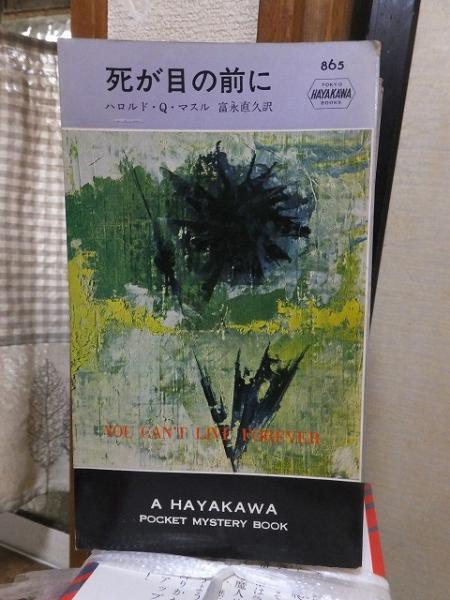 死が目の前に
865
TOKYO
HAYAKAWA
BOOKS
ハロルド・Q・マスル 富永直久訳
YOU CAN'T LIVE FOREVER
A HAYAKAWA
POCKET MYSTERY BOOK